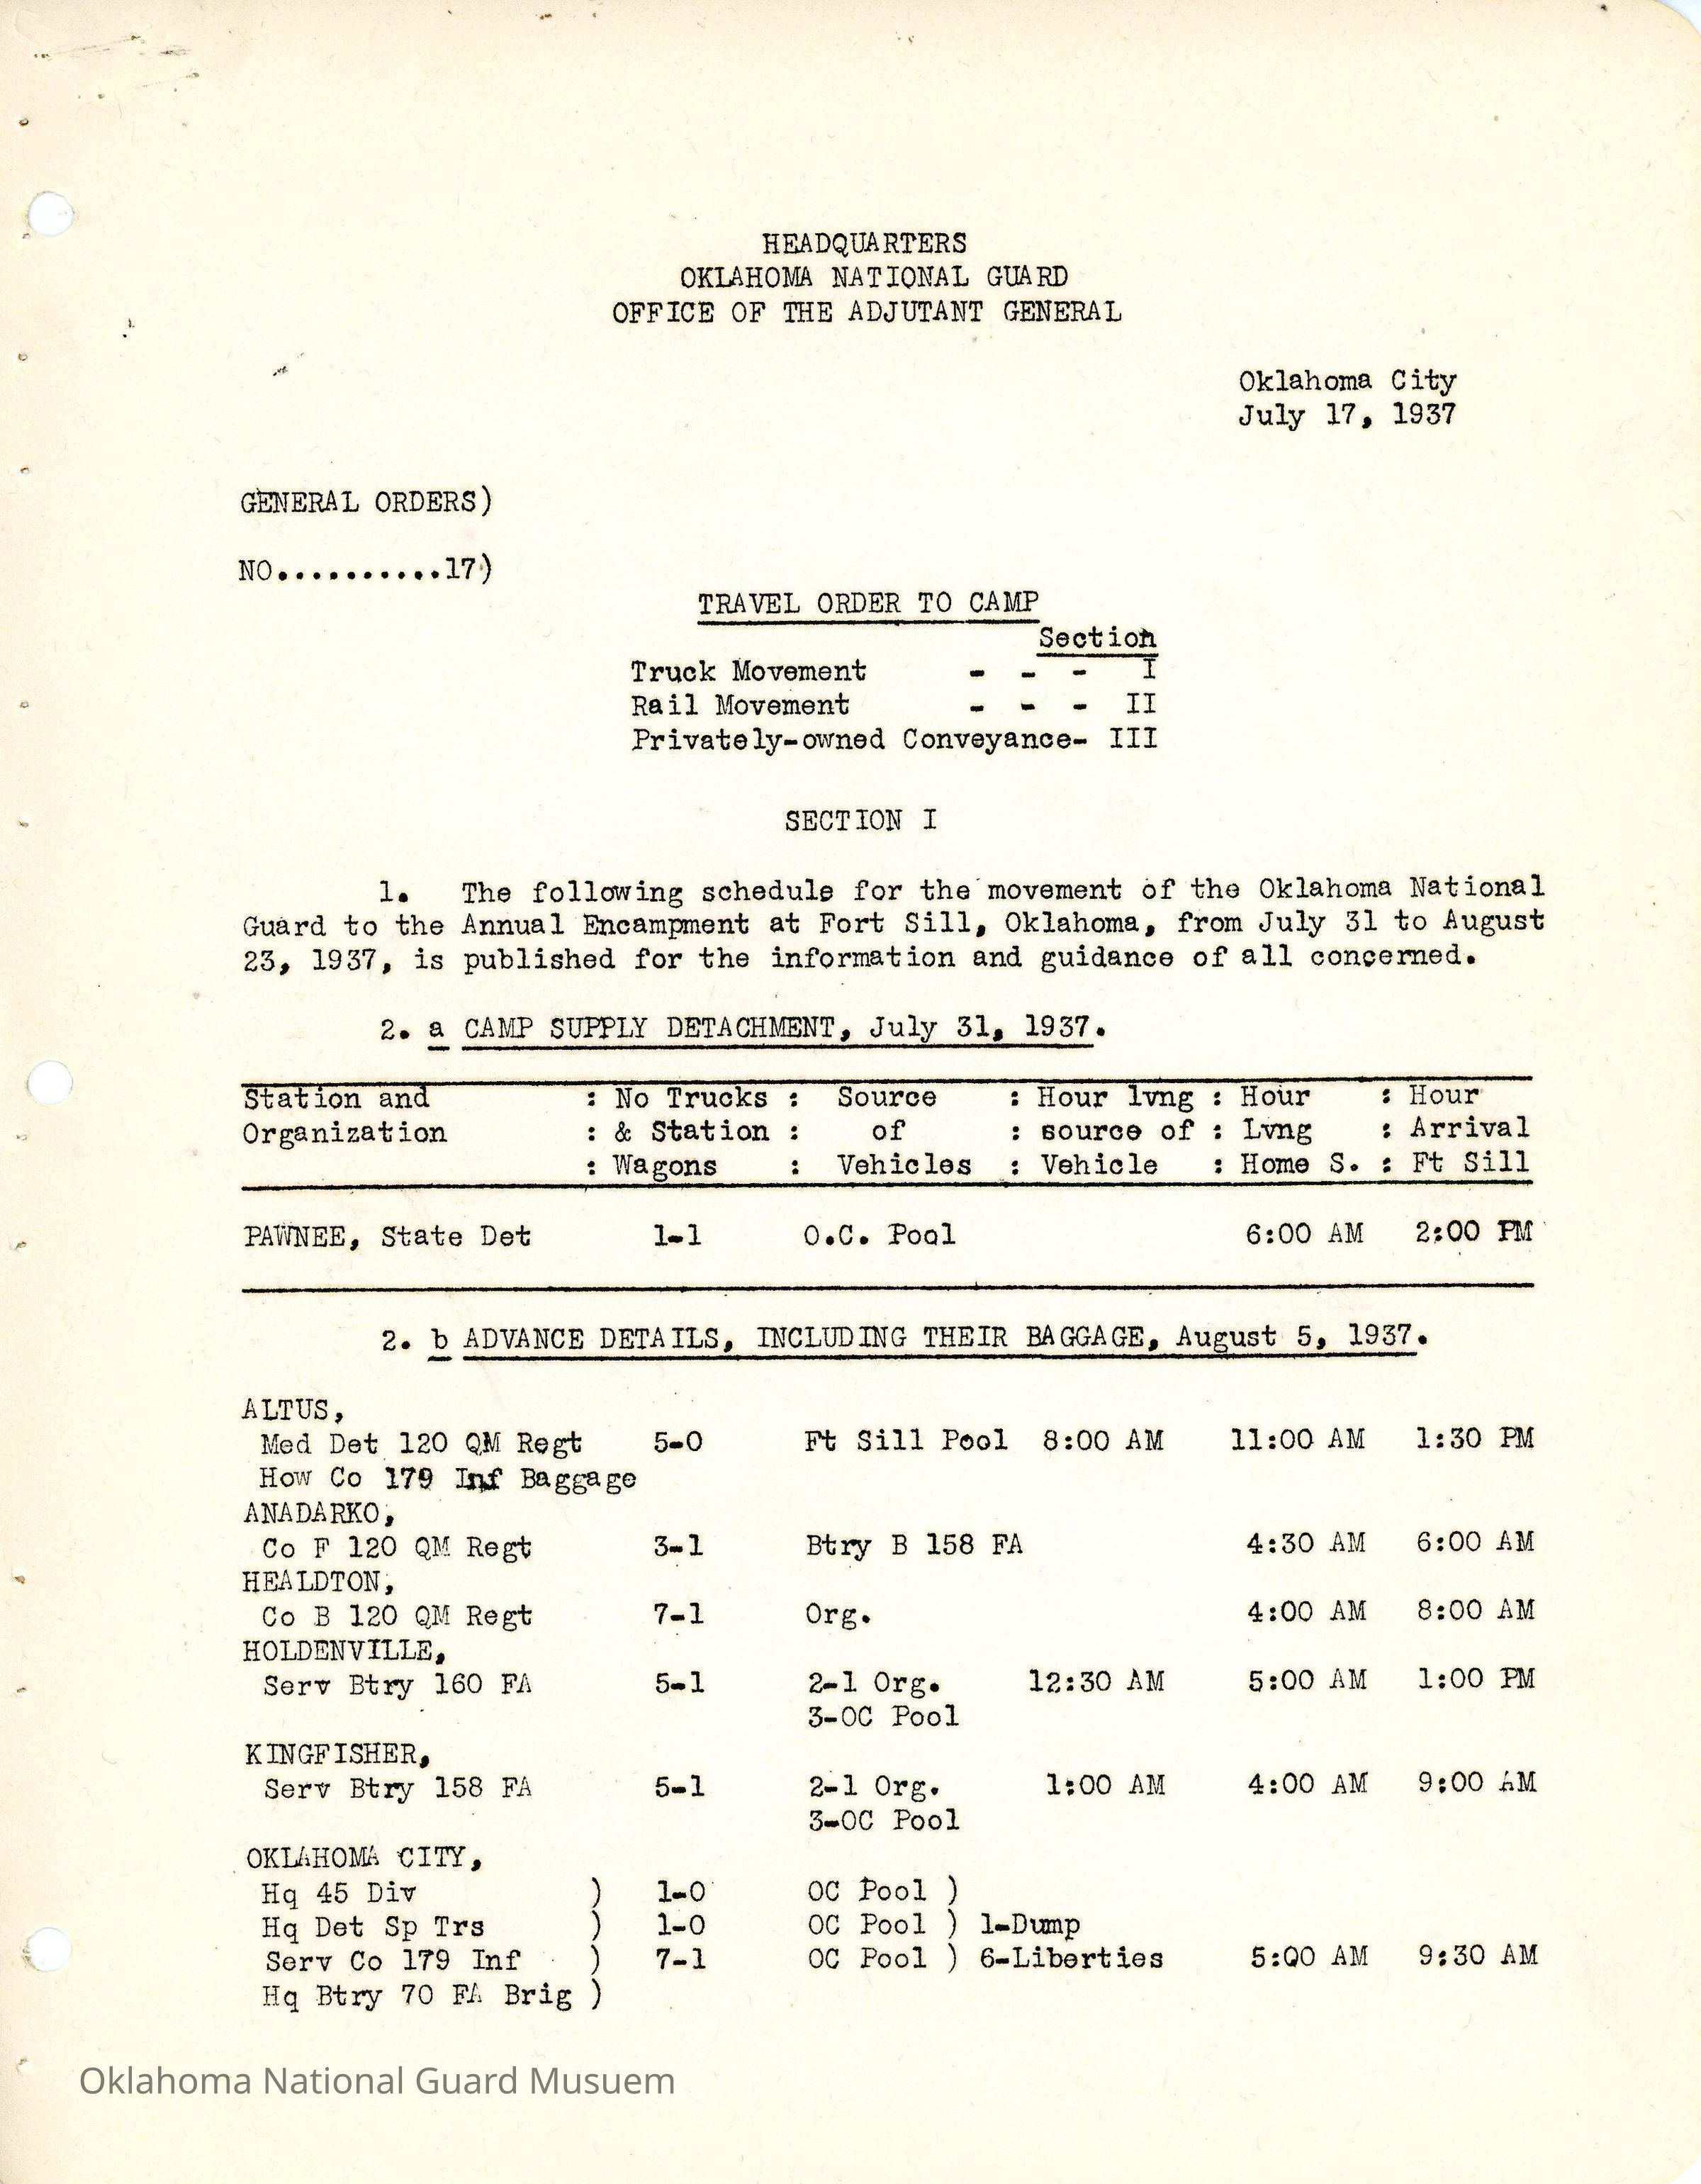 HEADQUARTERS
OKLAHOMA NATIONAL GUARD
OFFICE OF THE ADJUTANT GENERAL
Oklahoma City
July 17, 1937
GENERAL ORDERS)
NO..........17)
TRAVEL ORDER TO CAMP
Section
Truck Movement - - - I
Rail Movement - - - II
Privately-owned Conveyance- III
SECTION I
1. The following schedule for the movement of the Oklahoma National
Guard to the Annual Encampment at Fort Sill, Oklahoma, from July 31 to August
23, 1937, is published for the information and guidance of all concerned.
2. a CAMP SUPPLY DETACHMENT, July 31, 1937.
Station and : No Trucks : Source : Hour lvng : Hour : Hour
Organization : & Station : of : source of : Lvng : Arrival
: Wagons : Vehicles : Vehicle : Home S. : Ft Sill
PAWNEE, State Det 1-1 O.C. Pool 6:00 AM 2:00 PM
2. b ADVANCE DETAILS, INCLUDING THEIR BAGGAGE, August 5, 1937.
ALTUS,
Med Det 120 QM Regt 5-0 Ft Sill Pool 8:00 AM 11:00 AM 1:30 PM
How Co 179 Inf Baggage
ANADARKO,
Co F 120 QM Regt 3-1 Btry B 158 FA 4:30 AM 6:00 AM
HEALDTON,
Co B 120 QM Regt 7-1 Org. 4:00 AM 8:00 AM
HOLDENVILLE,
Serv Btry 160 FA 5-1 2-1 Org. 12:30 AM 5:00 AM 1:00 PM
3-OC Pool
KINGFISHER,
Serv Btry 158 FA 5-1 2-1 Org. 1:00 AM 4:00 AM 9:00 AM
3-OC Pool
OKLAHOMA CITY,
Hq 45 Div ) 1-0 OC Pool )
Hq Det Sp Trs ) 1-0 OC Pool ) 1-Dump
Serv Co 179 Inf ) 7-1 OC Pool ) 6-Liberties 5:00 AM 9:30 AM
Hq Btry 70 FA Brig )
Oklahoma National Guard Musuem